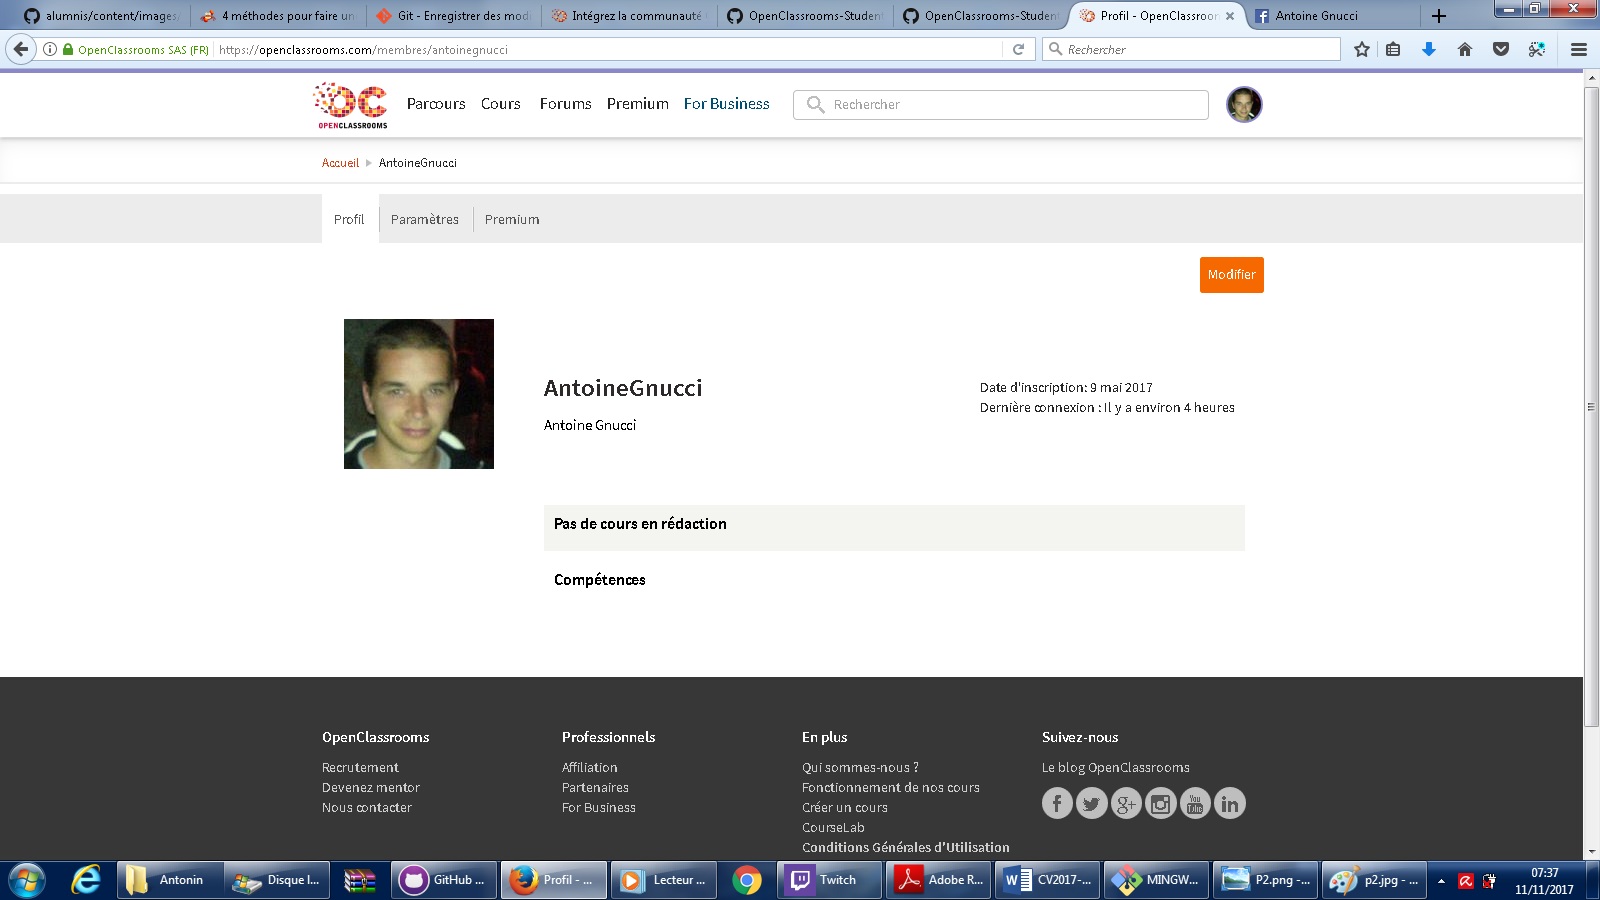 alumnis/content/images/
4 méthodes pour faire un
Git - Enregistrer des mod
Intégrez la communauté
OpenClassrooms-Student
OpenClassrooms-Student
Profil - OpenClassroom
Antoine Gnucci
OpenClassrooms SAS (FR)
https://openclassrooms.com/membres/antoinegnucci
Rechercher
OC
OPENCLASSROOMS
Parcours
Cours
Forums
Premium
For Business
Rechercher
Accueil
AntoineGnucci
Profil
Paramètres
Premium
Modifier
AntoineGnucci
Antoine Gnucci
Date d'inscription: 9 mai 2017
Dernière connexion : Il y a environ 4 heures
Pas de cours en rédaction
Compétences
OpenClassrooms
Recrutement
Devenez mentor
Nous contacter
Professionnels
Affiliation
Partenaires
For Business
En plus
Qui sommes-nous ?
Fonctionnement de nos cours
Créer un cours
CourseLab
Conditions Générales d'Utilisation
Suivez-nous
Le blog OpenClassrooms
Antonin
Disque l...
GitHub ...
Profil - ...
Lecteur ...
Twitch
Adobe R...
CV2017-...
MINGW...
P2.png -...
p2.jpg - ...
07:37
11/11/2017